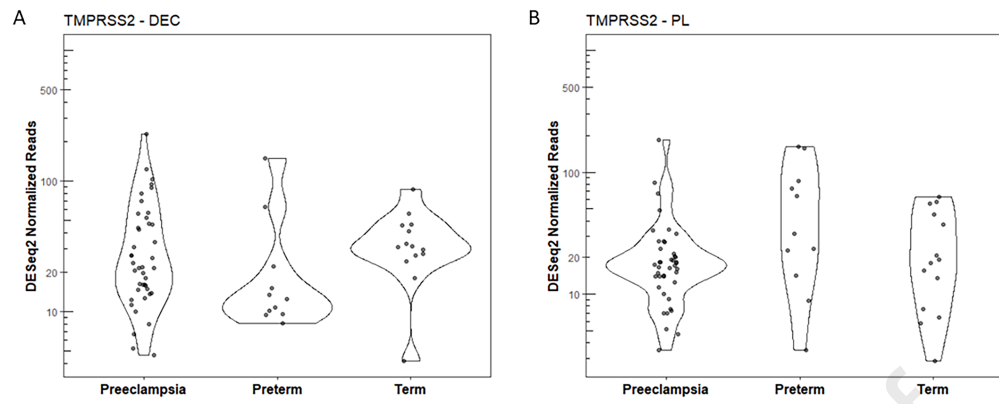 A
TMPRSS2 - DEC
DESeq2 Normalized Reads
500
100
20
10
Preeclampsia Preterm Term
B
TMPRSS2 - PL
DESeq2 Normalized Reads
500
100
20
10
Preeclampsia Preterm Term